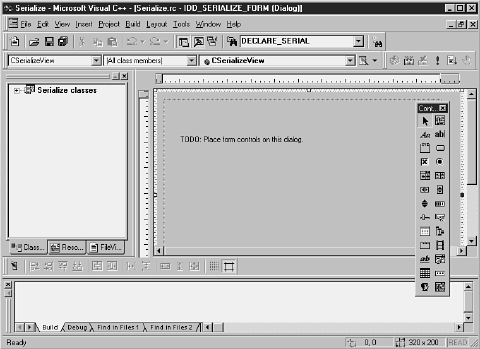 Serialize - Microsoft Visual C++ - [Serialize.rc - IDD_SERIALIZE_FORM (Dialog)]
File Edit View Insert Project Build Layout Tools Window Help
DECLARE_SERIAL
CSerializeView
[All class members]
CSerializeView
Cont...
Serialize classes
TODO: Place form controls on this dialog.
Aa
ab|
Class...
Reso...
FileVi...
ab
Build
Debug
Find in Files 1
Find in Files 2
Ready
0, 0
320 x 200
READ